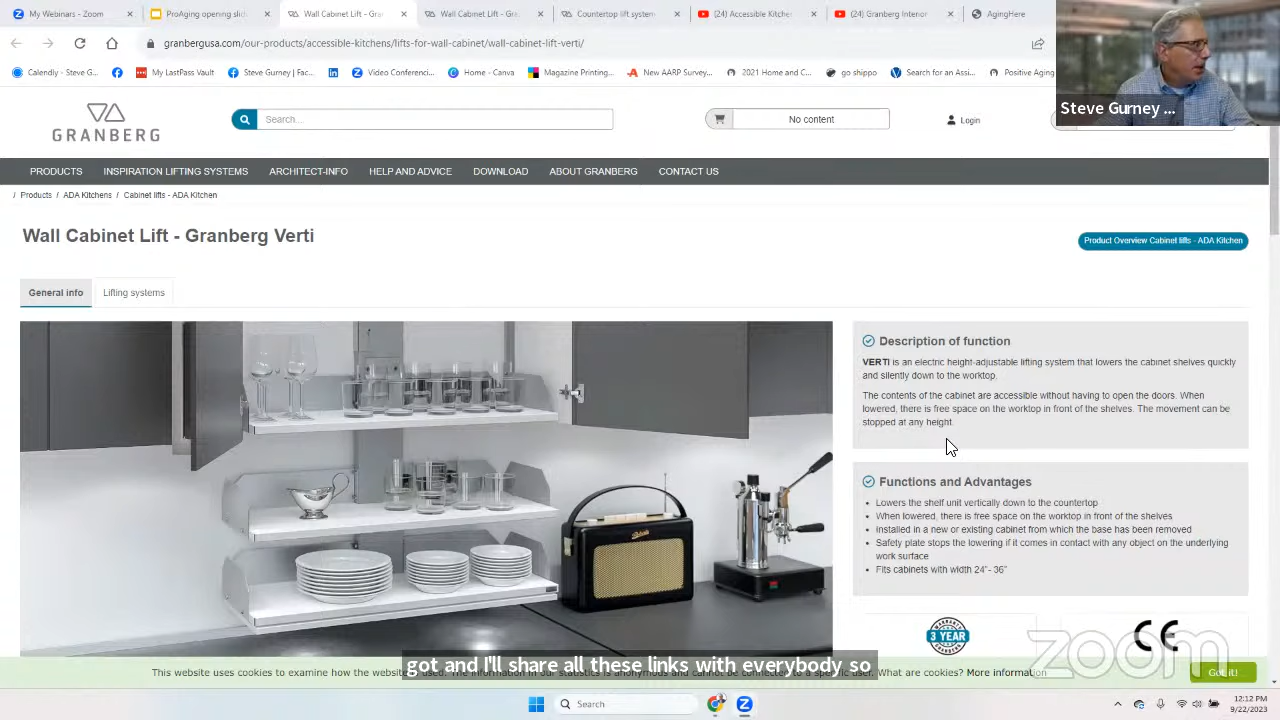 My Webinars - Zoom
ProAging opening slid
Wall Cabinet Lift - Gran
Wall Cabinet Lift - Gr
Countertop lift system
(24) Accessible Kitchen
(24) Granberg Interior
AgingHere
granbergusa.com/our-products/accessible-kitchens/lifts-for-wall-cabinet/wall-cabinet-lift-verti/
Calendly - Steve G...
My LastPass Vault
Steve Gurney | Fac...
Video Conferenci...
Home - Canva
Magazine Printing...
New AARP Survey...
2021 Home and C...
go shippo
Search for an Assi...
Positive Aging
Steve Gurney ...
GRANBERG
Search...
No content
Login
PRODUCTS
INSPIRATION LIFTING SYSTEMS
ARCHITECT-INFO
HELP AND ADVICE
DOWNLOAD
ABOUT GRANBERG
CONTACT US
/ Products / ADA Kitchens / Cabinet lifts - ADA Kitchen
Wall Cabinet Lift - Granberg Verti
Product Overview Cabinet lifts - ADA Kitchen
General info
Lifting systems
Description of function
VERTI is an electric height-adjustable lifting system that lowers the cabinet shelves quickly
and silently down to the worktop.
The contents of the cabinet are accessible without having to open the doors. When
lowered, there is free space on the worktop in front of the shelves. The movement can be
stopped at any height.
Functions and Advantages
• Lowers the shelf unit vertically down to the countertop
• When lowered, there is free space on the worktop in front of the shelves
• Installed in a new or existing cabinet from which the base has been removed
• Safety plate stops the lowering if it comes in contact with any object on the underlying
work surface
• Fits cabinets with width 24"- 36"
3 YEAR
CE
zoom
got and I'll share all these links with everybody so
This website uses cookies to examine how the website
What are cookies? More information
Got it!
Search
12:12 PM
9/22/2023